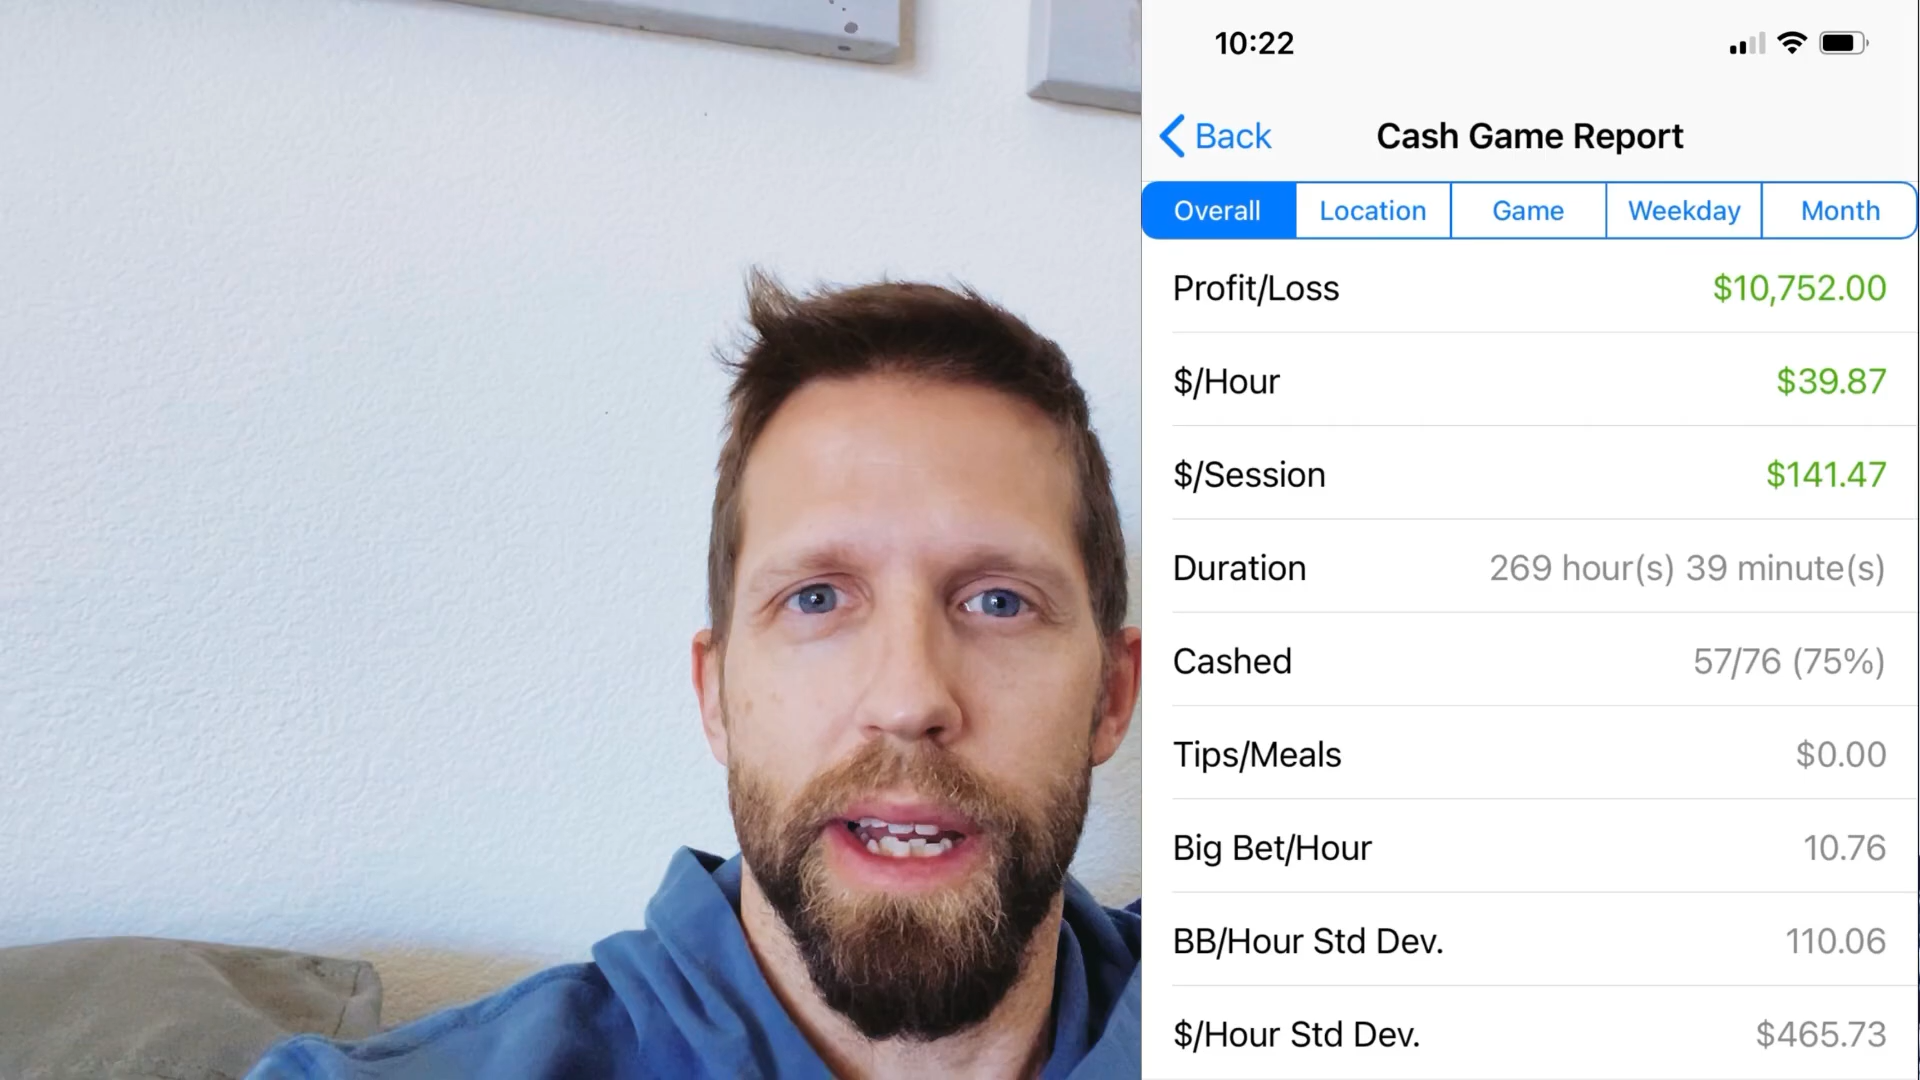 10:22
Back
Cash Game Report
Overall Location Game Weekday Month
Profit/Loss $10,752.00
$/Hour $39.87
$/Session $141.47
Duration 269 hour(s) 39 minute(s)
Cashed 57/76 (75%)
Tips/Meals $0.00
Big Bet/Hour 10.76
BB/Hour Std Dev. 110.06
$/Hour Std Dev. $465.73